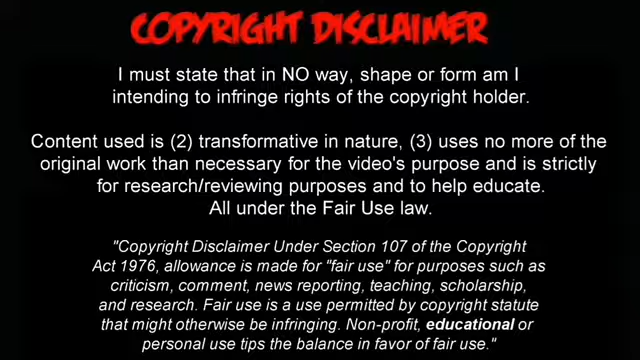 COPYRIGHT DISCLAIMER
I must state that in NO way, shape or form am I
intending to infringe rights of the copyright holder.
Content used is (2) transformative in nature, (3) uses no more of the
original work than necessary for the video's purpose and is strictly
for research/reviewing purposes and to help educate.
All under the Fair Use law.
"Copyright Disclaimer Under Section 107 of the Copyright
Act 1976, allowance is made for "fair use" for purposes such as
criticism, comment, news reporting, teaching, scholarship,
and research. Fair use is a use permitted by copyright statute
that might otherwise be infringing. Non-profit, educational or
personal use tips the balance in favor of fair use."